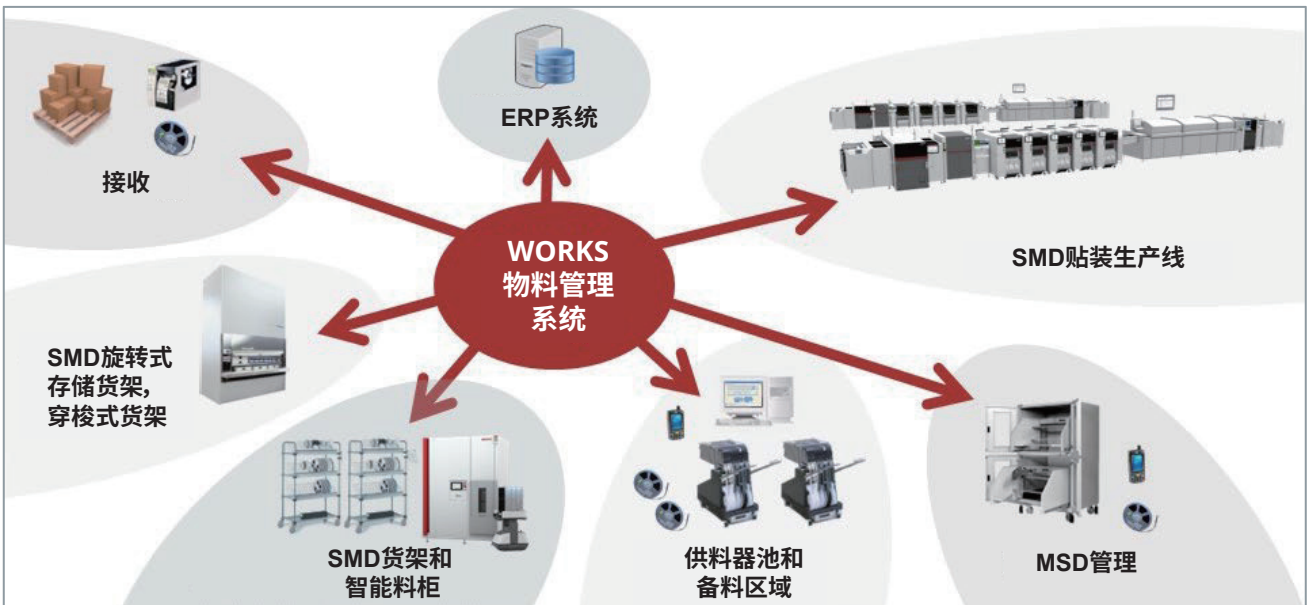 ERP系统
接收
WORKS
物料管理
系统
SMD贴装生产线
SMD旋转式
存储货架，
穿梭式货架
SMD货架和
智能料柜
供料器池和
备料区域
MSD管理